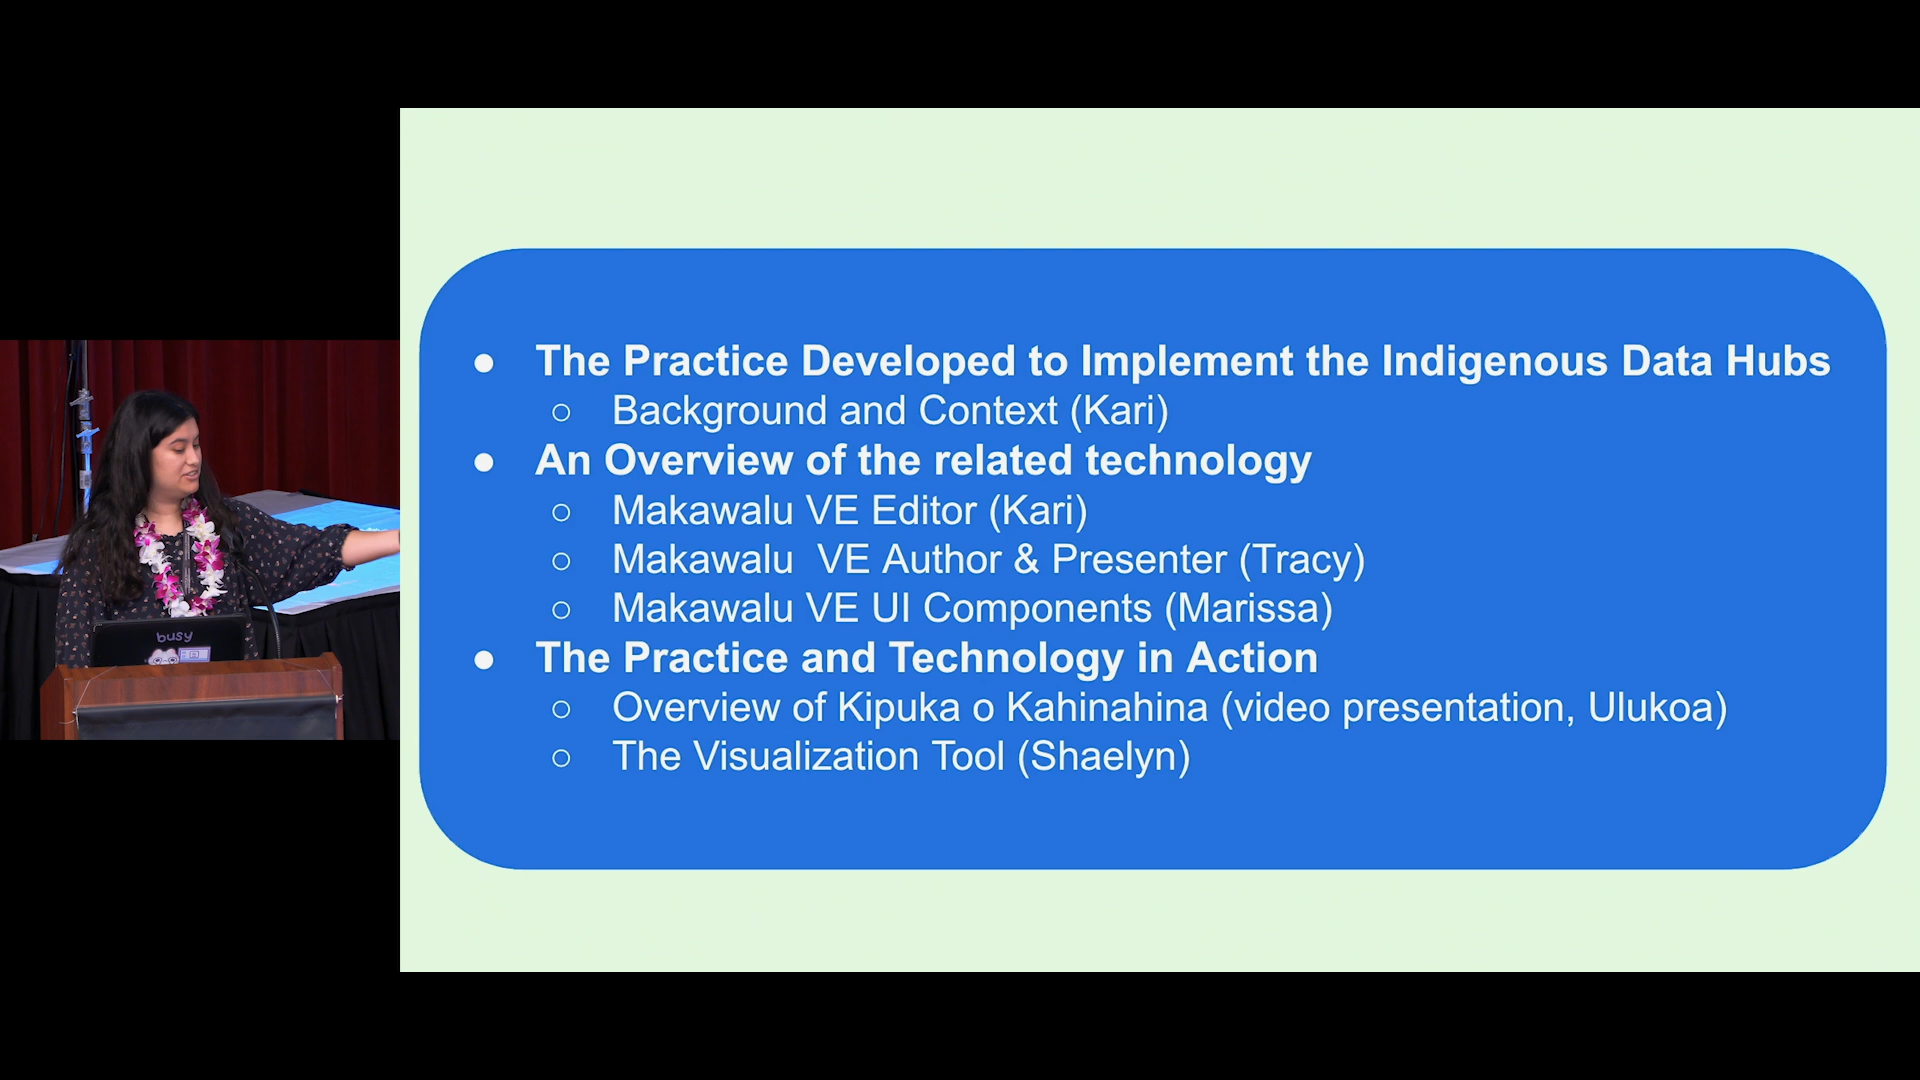 ● The Practice Developed to Implement the Indigenous Data Hubs
○ Background and Context (Kari)
● An Overview of the related technology
○ Makawalu VE Editor (Kari)
○ Makawalu  VE Author & Presenter (Tracy)
○ Makawalu VE UI Components (Marissa)
● The Practice and Technology in Action
○ Overview of Kipuka o Kahinahina (video presentation, Ulukoa)
○ The Visualization Tool (Shaelyn)
busy